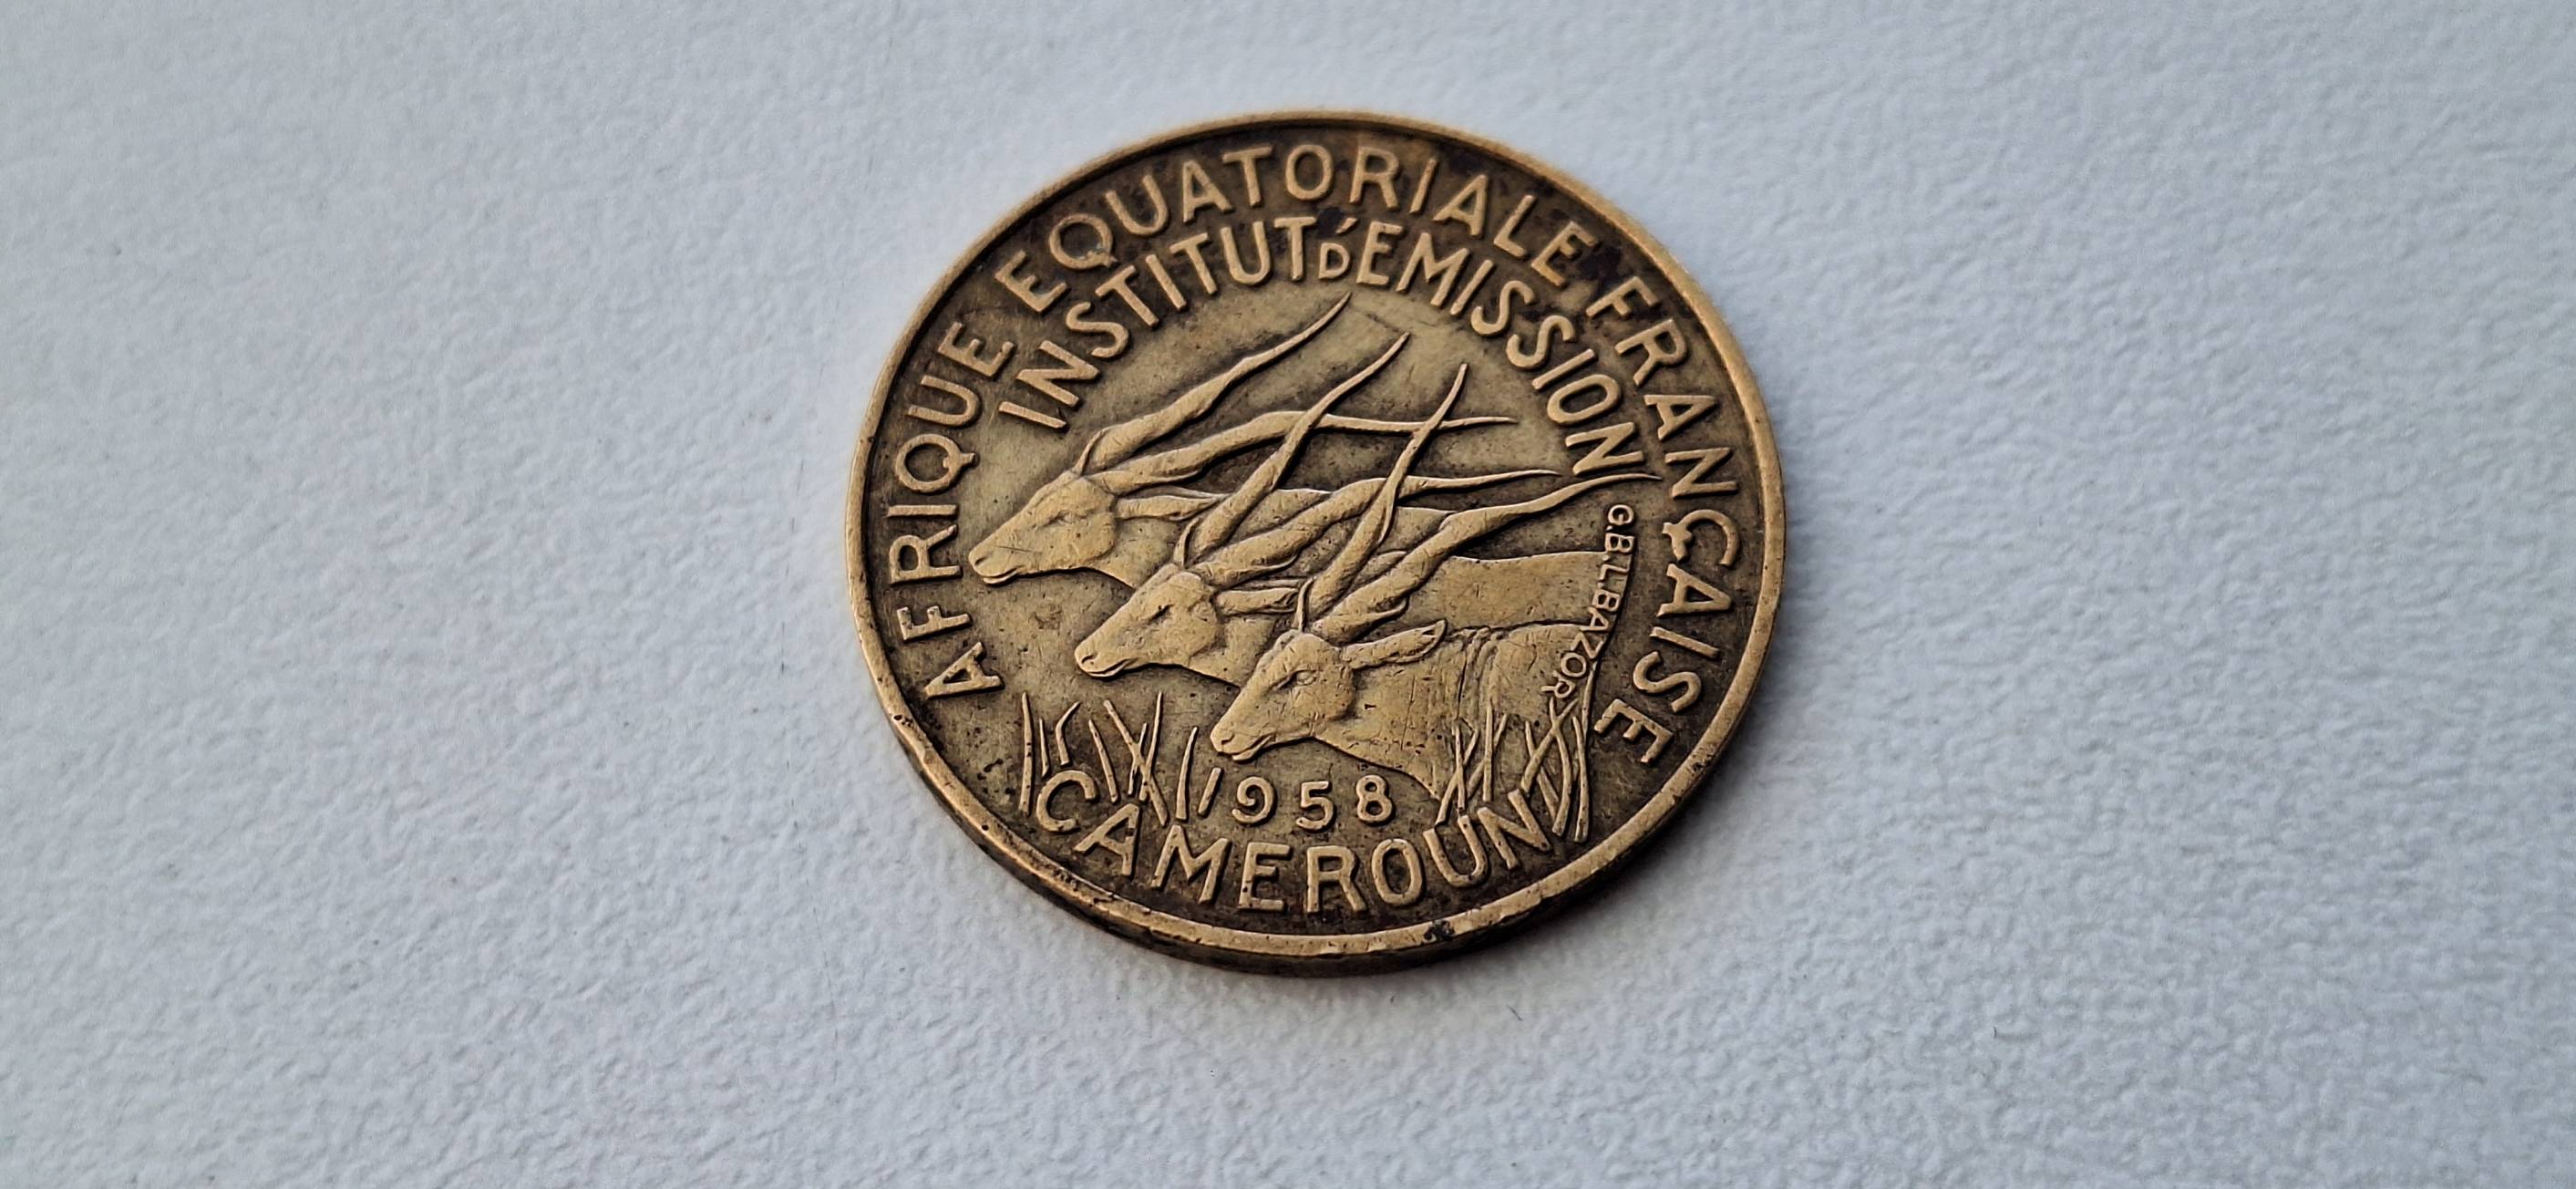 AFRIQUE EQUATORIALE FRANÇAISE
INSTITUT D'EMISSION
G.B.L.BAZOR
1958
CAMEROUN